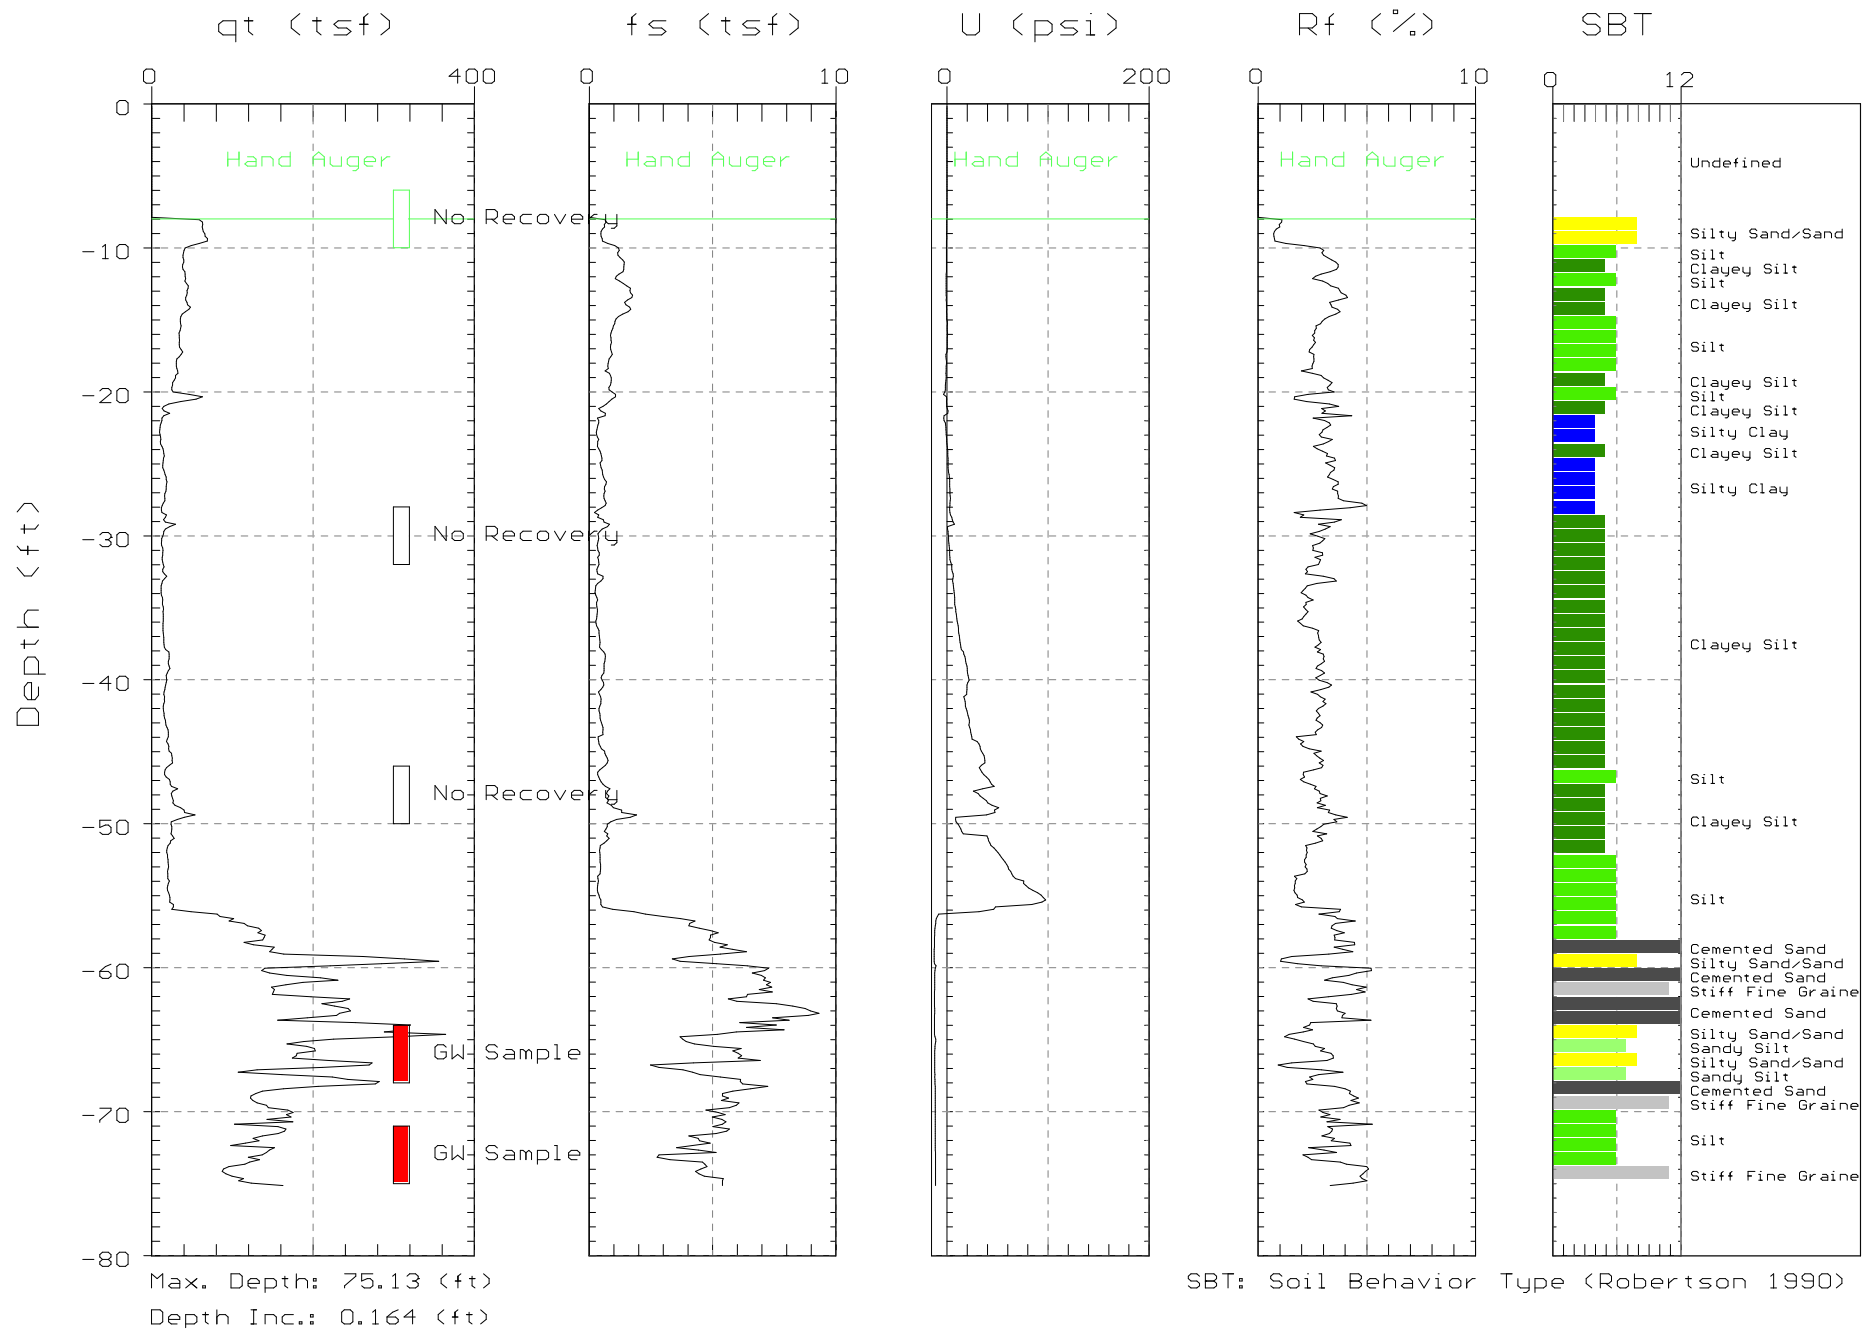 qt (tsf) fs (tsf) U (psi) Rf (%) SBT
0 400 0 10 0 200 0 10 0 12
0
Hand Auger Hand Auger Hand Auger Hand Auger
Undefined
No Recovery
Silty Sand/Sand
-10
Silt
Clayey Silt
Silt
Clayey Silt
Silt
Clayey Silt
-20
Silt
Clayey Silt
Silty Clay
Clayey Silt
Silty Clay
No Recovery
-30
Depth (ft)
Clayey Silt
-40
Silt
No Recovery
Clayey Silt
-50
Silt
Cemented Sand
Silty Sand/Sand
-60
Cemented Sand
Stiff Fine Graine
Cemented Sand
Silty Sand/Sand
GW Sample
Sandy Silt
Silty Sand/Sand
Sandy Silt
Cemented Sand
Stiff Fine Graine
-70
Silt
GW Sample
Stiff Fine Graine
-80
Max. Depth: 75.13 (ft)
SBT: Soil Behavior Type (Robertson 1990)
Depth Inc.: 0.164 (ft)